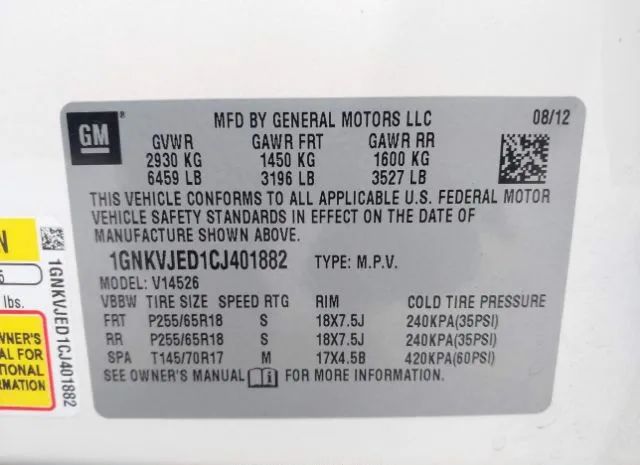 GM ®
MFD BY GENERAL MOTORS LLC 08/12
GVWR GAWR FRT GAWR RR
2930 KG 1450 KG 1600 KG
6459 LB 3196 LB 3527 LB
THIS VEHICLE CONFORMS TO ALL APPLICABLE U.S. FEDERAL MOTOR
VEHICLE SAFETY STANDARDS IN EFFECT ON THE DATE OF
MANUFACTURE SHOWN ABOVE.
1GNKVJED1CJ401882 TYPE: M.P.V.
MODEL: V14526
VBBW TIRE SIZE SPEED RTG RIM COLD TIRE PRESSURE
FRT P255/65R18 S 18X7.5J 240KPA(35PSI)
RR P255/65R18 S 18X7.5J 240KPA(35PSI)
SPA T145/70R17 M 17X4.5B 420KPA(60PSI)
SEE OWNER'S MANUAL i FOR MORE INFORMATION.
N
lbs.
WNER'S
AL FOR
TIONAL
MATION
1GNKVJED1CJ401882